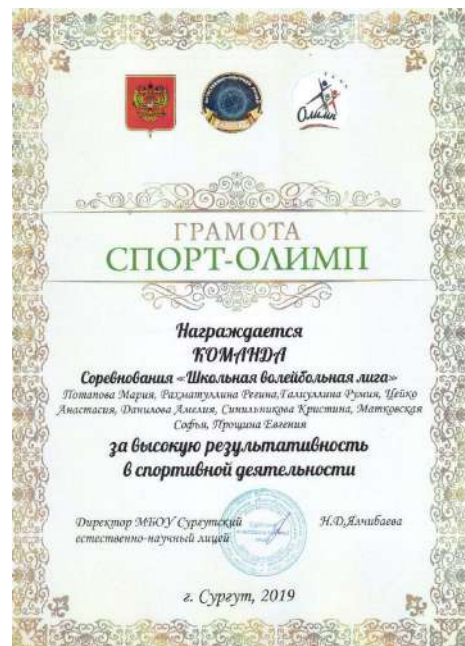 Олимп
ГРАМОТА
СПОРТ-ОЛИМП
Награждается
КОМАНДА
Соревнования «Школьная волейбольная лига»
Потапова Мария, Рахматуллина Регина,Галиуллина Румия, Цейко
Анастасия, Данилова Амелия, Синильникова Кристина, Матковская
Софья, Прощина Евгения
за высокую результативность
в спортивной деятельности
Директор МБОУ Сургутский Н.Д,Ялчибаева
естественно-научный лицей
г. Сургут, 2019